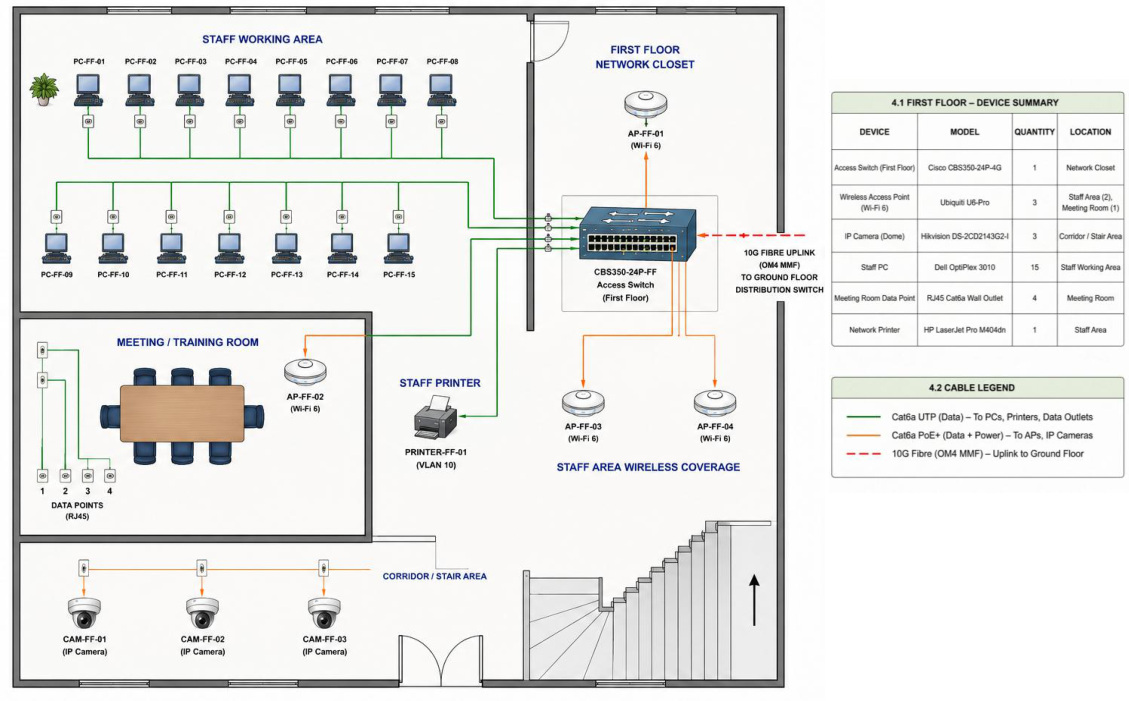 STAFF WORKING AREA
PC-FF-01 PC-FF-02 PC-FF-03 PC-FF-04 PC-FF-05 PC-FF-06 PC-FF-07 PC-FF-08
PC-FF-09 PC-FF-10 PC-FF-11 PC-FF-12 PC-FF-13 PC-FF-14 PC-FF-15
FIRST FLOOR
NETWORK CLOSET
AP-FF-01
(Wi-Fi 6)
CBS350-24P-FF
Access Switch
(First Floor)
10G FIBRE UPLINK
(OM4 MMF)
TO GROUND FLOOR
DISTRIBUTION SWITCH
MEETING / TRAINING ROOM
AP-FF-02
(Wi-Fi 6)
1 2 3 4
DATA POINTS
(RJ45)
STAFF PRINTER
PRINTER-FF-01
(VLAN 10)
AP-FF-03
(Wi-Fi 6)
AP-FF-04
(Wi-Fi 6)
STAFF AREA WIRELESS COVERAGE
CORRIDOR / STAIR AREA
CAM-FF-01
(IP Camera)
CAM-FF-02
(IP Camera)
CAM-FF-03
(IP Camera)
4.1 FIRST FLOOR – DEVICE SUMMARY
DEVICE MODEL QUANTITY LOCATION
Access Switch (First Floor) Cisco CBS350-24P-4G 1 Network Closet
Wireless Access Point
(Wi-Fi 6) Ubiquiti U6-Pro 3 Staff Area (2),
Meeting Room (1)
IP Camera (Dome) Hikvision DS-2CD2143G2-I 3 Corridor / Stair Area
Staff PC Dell OptiPlex 3010 15 Staff Working Area
Meeting Room Data Point RJ45 Cat6a Wall Outlet 4 Meeting Room
Network Printer HP LaserJet Pro M404dn 1 Staff Area
4.2 CABLE LEGEND
Cat6a UTP (Data) – To PCs, Printers, Data Outlets
Cat6a PoE+ (Data + Power) – To APs, IP Cameras
10G Fibre (OM4 MMF) – Uplink to Ground Floor